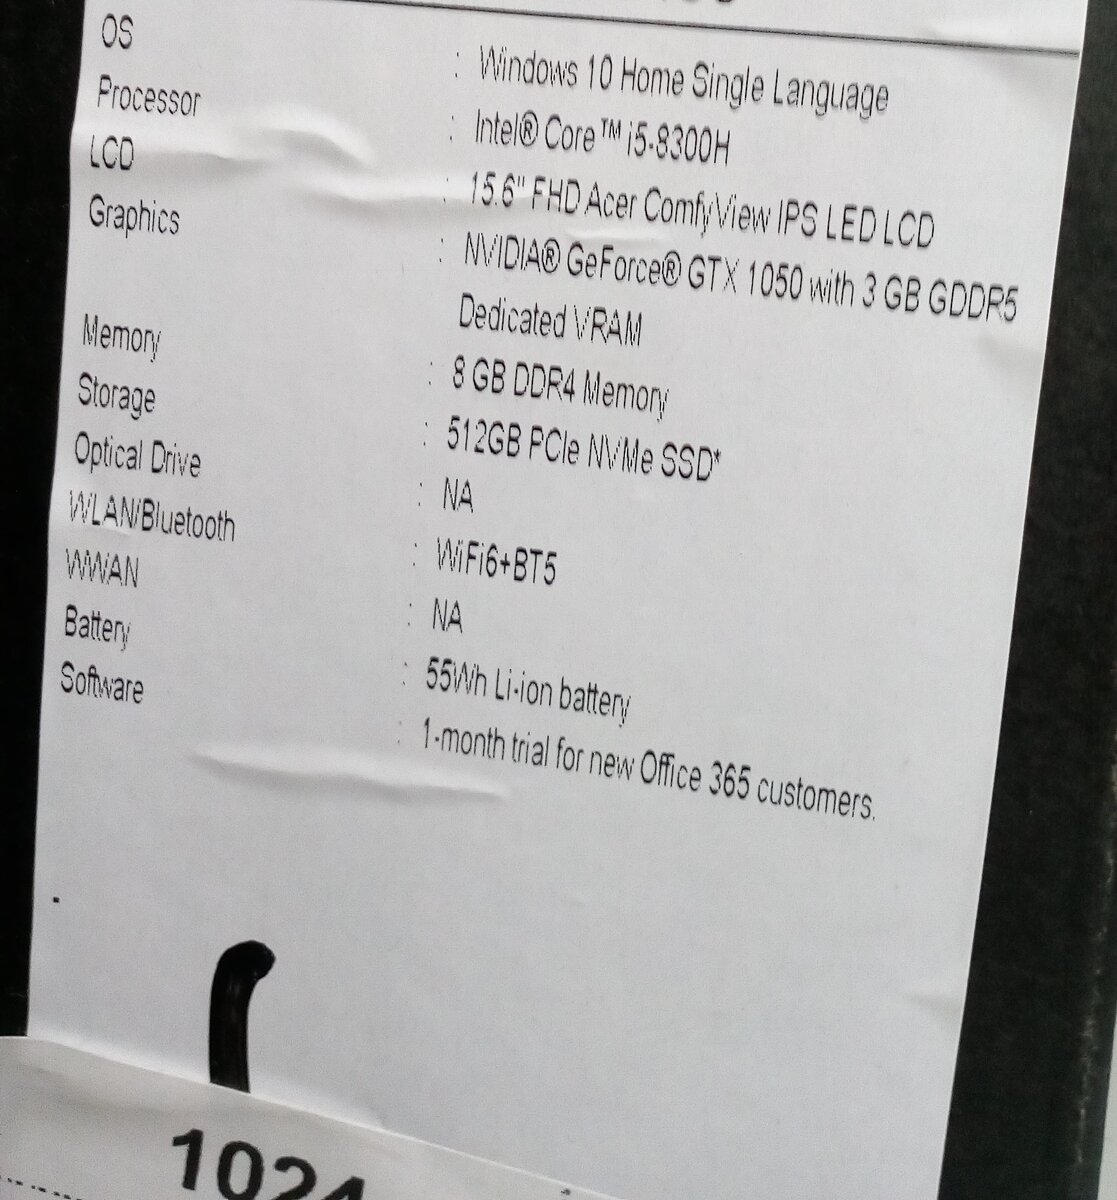 OS : Windows 10 Home Single Language
Processor : Intel® Core™ i5-8300H
LCD : 15.6" FHD Acer ComfyView IPS LED LCD
Graphics : NVIDIA® GeForce® GTX 1050 with 3 GB GDDR5
Dedicated VRAM
Memory : 8 GB DDR4 Memory
Storage : 512GB PCIe NVMe SSD*
Optical Drive : NA
WLAN/Bluetooth : WiFi6+BT5
WWAN : NA
Battery : 55Wh Li-ion battery
Software : 1-month trial for new Office 365 customers.
1024